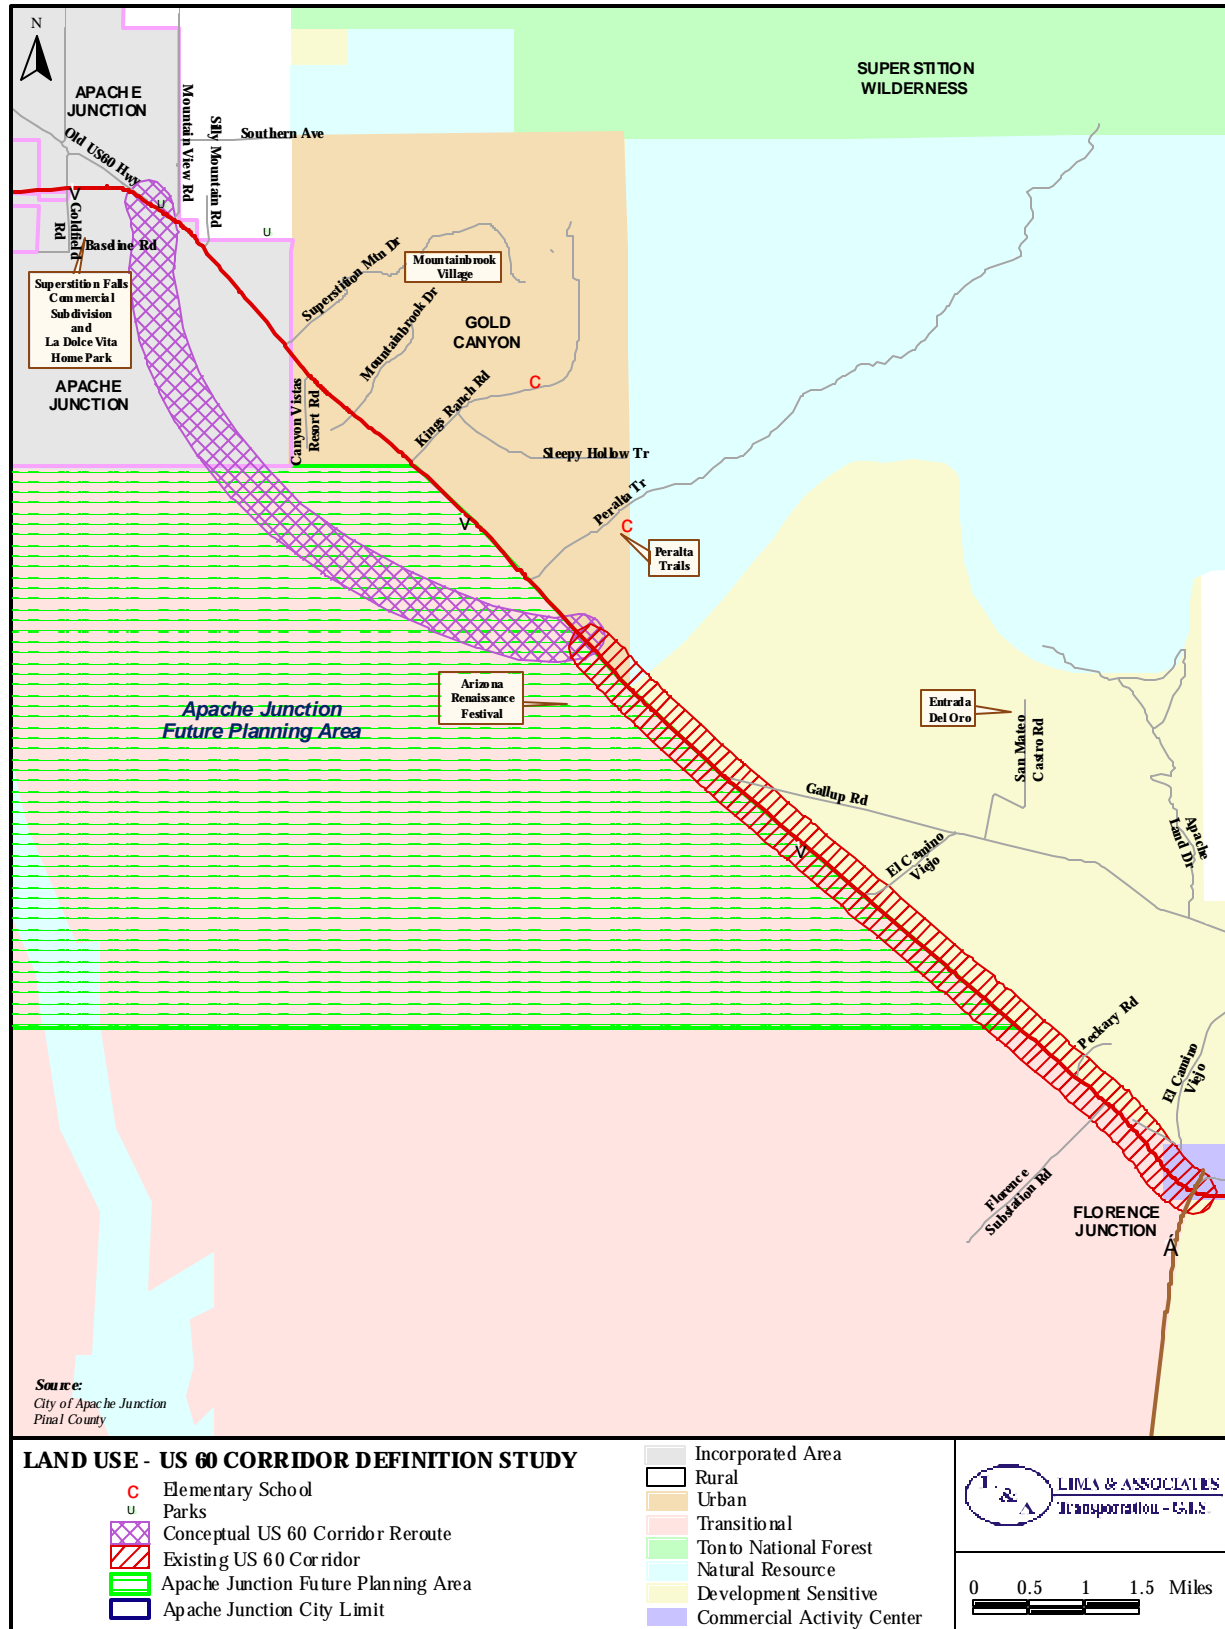 N
APACHE
JUNCTION
SUPERSTITION
WILDERNESS
Old US60 Hwy
Mountain View Rd
Silly Mountain Rd
Southern Ave
U
V
Goldfield
Rd
Baseline Rd
U
Superstition Falls
Commercial
Subdivision
and
La Dolce Vita
Home Park
APACHE
JUNCTION
Superstition Mtn Dr
Mountainbrook
Village
Mountainbrook Dr
GOLD
CANYON
C
Canyon Vistas
Resort Rd
Kings Ranch Rd
Sleepy Hollow Tr
Peralta Tr
V
C
Peralta
Trails
Arizona
Renaissance
Festival
Apache Junction
Future Planning Area
Entrada
Del Oro
San Mateo
Castro Rd
Gallup Rd
V
El Camino
Viejo
Apache
Land Dr
Peckary Rd
El Camino
Viejo
Florence
Substation Rd
FLORENCE
JUNCTION
Á
Source:
City of Apache Junction
Pinal County
LAND USE - US 60 CORRIDOR DEFINITION STUDY
C Elementary School
U Parks
Conceptual US 60 Corridor Reroute
Existing US 60 Corridor
Apache Junction Future Planning Area
Apache Junction City Limit
Incorporated Area
Rural
Urban
Transitional
Tonto National Forest
Natural Resource
Development Sensitive
Commercial Activity Center
L & A
LIMA & ASSOCIATES
Transportation - G.I.S.
0 0.5 1 1.5 Miles